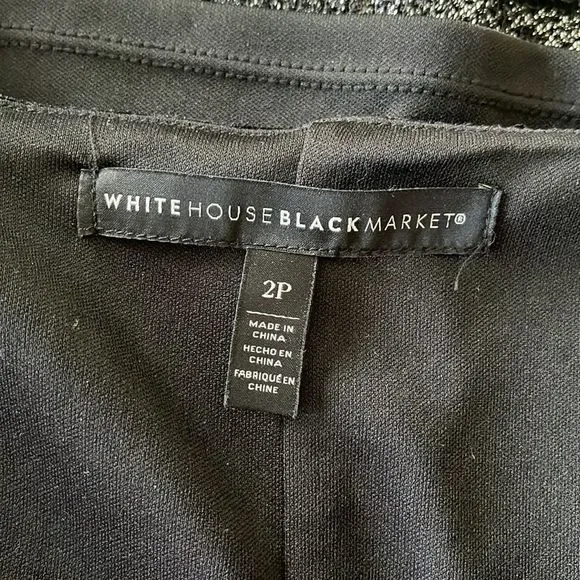 WHITEHOUSEBLACKMARKET®
2P
MADE IN
CHINA
HECHO EN
CHINA
FABRIQUÉ EN
CHINE